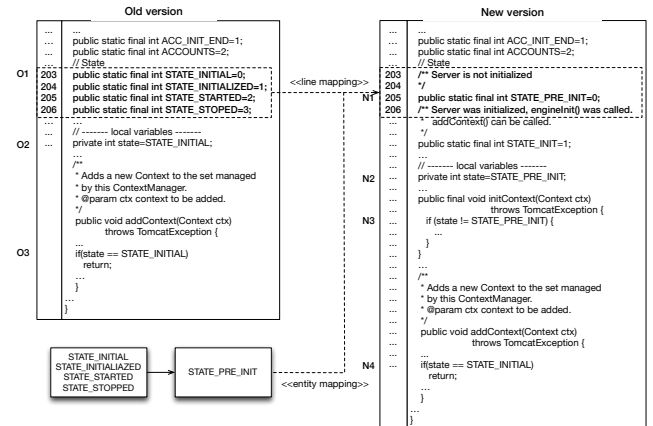 Old version
... ...
... public static final int ACC_INIT_END=1;
... public static final int ACCOUNTS=2;
... // State
O1 203 public static final int STATE_INITIAL=0;
204 public static final int STATE_INITIALIZED=1;
205 public static final int STATE_STARTED=2;
206 public static final int STATE_STOPED=3;
... ...
... // ------- local variables -------
O2 ... private int state=STATE_INITIAL;
...
/**
* Adds a new Context to the set managed
* by this ContextManager.
* @param ctx context to be added.
*/
public void addContext(Context ctx)
throws TomcatException {
...
O3 if(state == STATE_INITIAL)
return;
...
}
...
}
<<line mapping>>
New version
... ...
... public static final int ACC_INIT_END=1;
... public static final int ACCOUNTS=2;
... // State
203 /** Server is not initialized
204 */
N1 205 public static final int STATE_PRE_INIT=0;
206 /** Server was initialized, engineInit() was called.
... * addContext() can be called.
... */
... public static final int STATE_INIT=1;
... ...
... // ------- local variables -------
N2 ... private int state=STATE_PRE_INIT;
... ...
... public final void initContext(Context ctx)
... throws TomcatException {
N3 ... if (state != STATE_PRE_INIT) {
... ...
... }
... }
... ...
... /**
... * Adds a new Context to the set managed
... * by this ContextManager.
... * @param ctx context to be added.
... */
... public void addContext(Context ctx)
... throws TomcatException {
... ...
N4 ... if(state == STATE_INITIAL)
return;
...
}
...
}
STATE_INITIAL
STATE_INITIALIAZED
STATE_STARTED
STATE_STOPPED
STATE_PRE_INIT
<<entity mapping>>